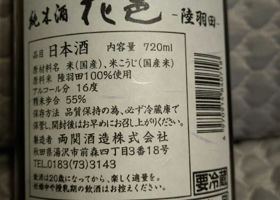 純米酒 花邑 -陸羽田-
品目 日本酒 内容量 720ml
原材料名 米(国産)、米こうじ(国産米)
原料米 陸羽田100%使用
アルコール分 16度
精米歩合 55%
保存方法 品質保持の為、必ず冷蔵庫で
保管し、開封後はお早めにお召し上がりください。
製造者 両関酒造株式会社
秋田県湯沢市前森四丁目3番18号
TEL0183(73)3143
飲酒は20歳になってから。楽しく適量を。
妊娠中や授乳期の飲酒はお控えください。
要冷蔵